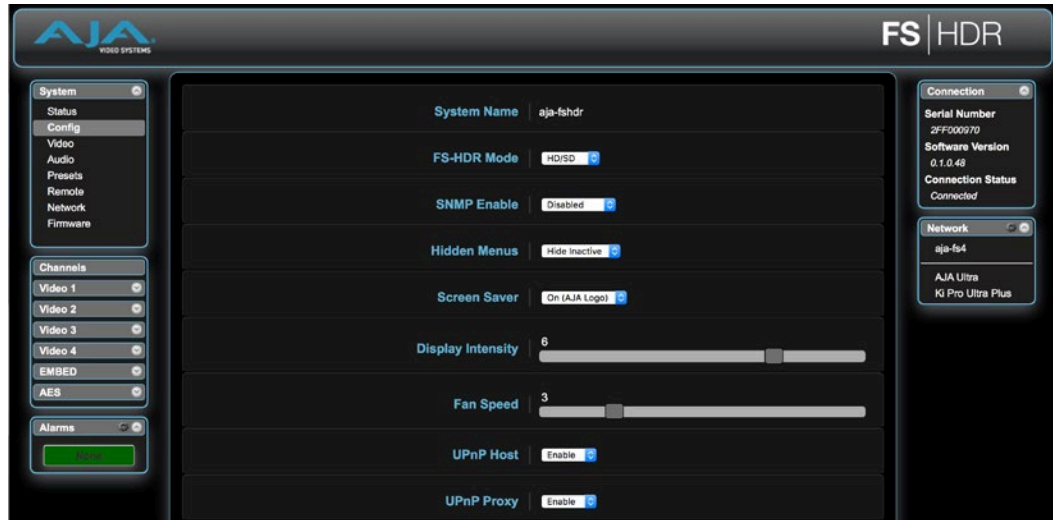 AJA
VIDEO SYSTEMS
FS|HDR
System
Status
Config
Video
Audio
Presets
Remote
Network
Firmware
Channels
Video 1
Video 2
Video 3
Video 4
EMBED
AES
Alarms
None
System Name aja-fshdr
FS-HDR Mode HD/SD
SNMP Enable Disabled
Hidden Menus Hide Inactive
Screen Saver On (AJA Logo)
Display Intensity 6
Fan Speed 3
UPnP Host Enable
UPnP Proxy Enable
Connection
Serial Number
2FF000970
Software Version
0.1.0.48
Connection Status
Connected
Network
aja-fs4
AJA Ultra
Ki Pro Ultra Plus